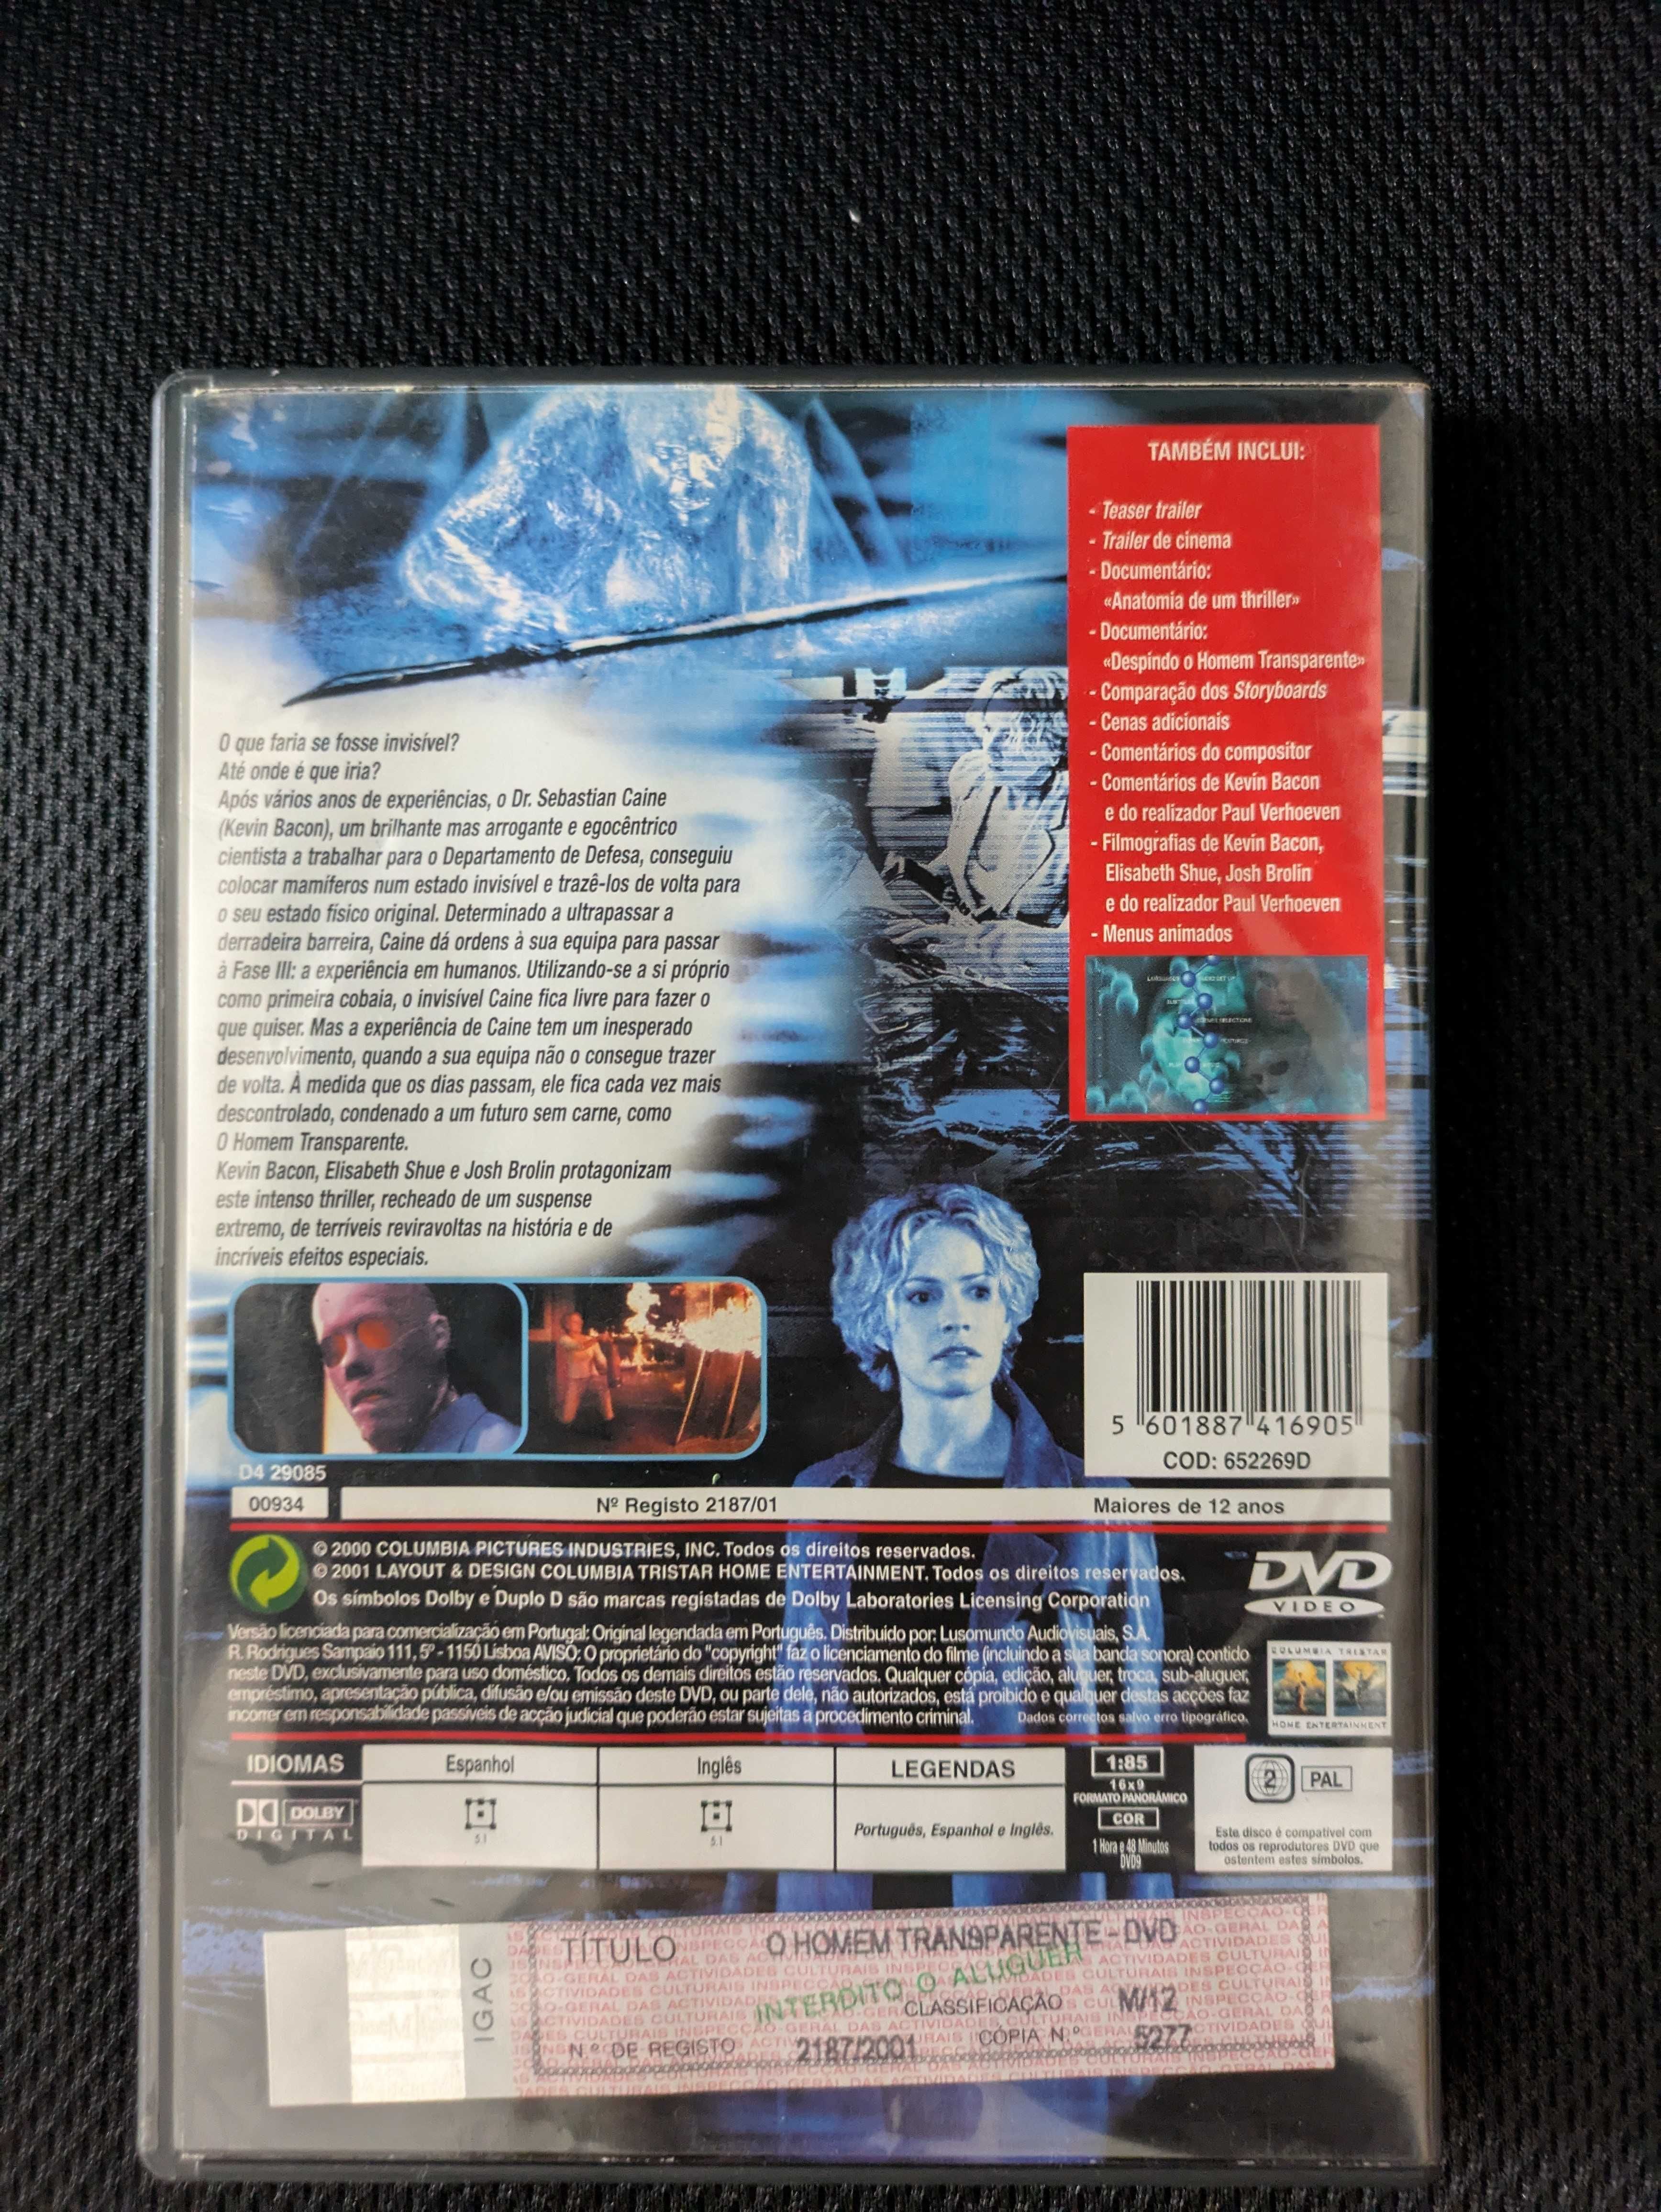 O que faria se fosse invisível?
Até onde é que iria?
Após vários anos de experiências, o Dr. Sebastian Caine
(Kevin Bacon), um brilhante mas arrogante e egocêntrico
cientista a trabalhar para o Departamento de Defesa, conseguiu
colocar mamíferos num estado invisível e trazê-los de volta para
o seu estado físico original. Determinado a ultrapassar a
derradeira barreira, Caine dá ordens à sua equipa para passar
à Fase III: a experiência em humanos. Utilizando-se a si próprio
como primeira cobaia, o invisível Caine fica livre para fazer o
que quiser. Mas a experiência de Caine tem um inesperado
desenvolvimento, quando a sua equipa não o consegue trazer
de volta. À medida que os dias passam, ele fica cada vez mais
descontrolado, condenado a um futuro sem carne, como
O Homem Transparente.
Kevin Bacon, Elisabeth Shue e Josh Brolin protagonizam
este intenso thriller, recheado de um suspense
extremo, de terríveis reviravoltas na história e de
incríveis efeitos especiais.
TAMBÉM INCLUI:
- Teaser trailer
- Trailer de cinema
- Documentário:
«Anatomia de um thriller»
- Documentário:
«Despindo o Homem Transparente»
- Comparação dos Storyboards
- Cenas adicionais
- Comentários do compositor
- Comentários de Kevin Bacon
e do realizador Paul Verhoeven
- Filmografias de Kevin Bacon,
Elisabeth Shue, Josh Brolin
e do realizador Paul Verhoeven
- Menus animados
5 601887 416905
COD: 652269D
D4 29085
00934
Nº Registo 2187/01
Maiores de 12 anos
© 2000 COLUMBIA PICTURES INDUSTRIES, INC. Todos os direitos reservados.
© 2001 LAYOUT & DESIGN COLUMBIA TRISTAR HOME ENTERTAINMENT. Todos os direitos reservados.
Os símbolos Dolby e Duplo D são marcas registadas de Dolby Laboratories Licensing Corporation
DVD
VIDEO
Versão licenciada para comercialização em Portugal: Original legendada em Português. Distribuido por: Lusomundo Audiovisuais, S.A.
R. Rodrigues Sampaio 111, 5º - 1150 Lisboa AVISO: O proprietário do "copyright" faz o licenciamento do filme (incluindo a sua banda sonora) contido
neste DVD, exclusivamente para uso doméstico. Todos os demais direitos estão reservados. Qualquer cópia, edição, aluguer, troca, sub-aluguer,
empréstimo, apresentação pública, difusão e/ou emissão deste DVD, ou parte dele, não autorizados, está proibido e qualquer destas acções faz
incorrer em responsabilidade passíveis de acção judicial que poderão estar sujeitas a procedimento criminal.
Dados correctos salvo erro tipográfico.
COLUMBIA TRISTAR
HOME ENTERTAINMENT
IDIOMAS
DOLBY
DIGITAL
Espanhol
5.1
Inglês
5.1
LEGENDAS
Português, Espanhol e Inglês.
1:85
16x9
FORMATO PANORÂMICO
COR
1 Hora e 48 Minutos
DVD9
2
PAL
Este disco é compatível com
todos os reprodutores DVD que
ostentem estes símbolos.
IGAC
TÍTULO O HOMEM TRANSPARENTE - DVD
INTERDITO O ALUGUER
CLASSIFICAÇÃO M/12
N.º DE REGISTO 2187/2001 CÓPIA N.º 5277